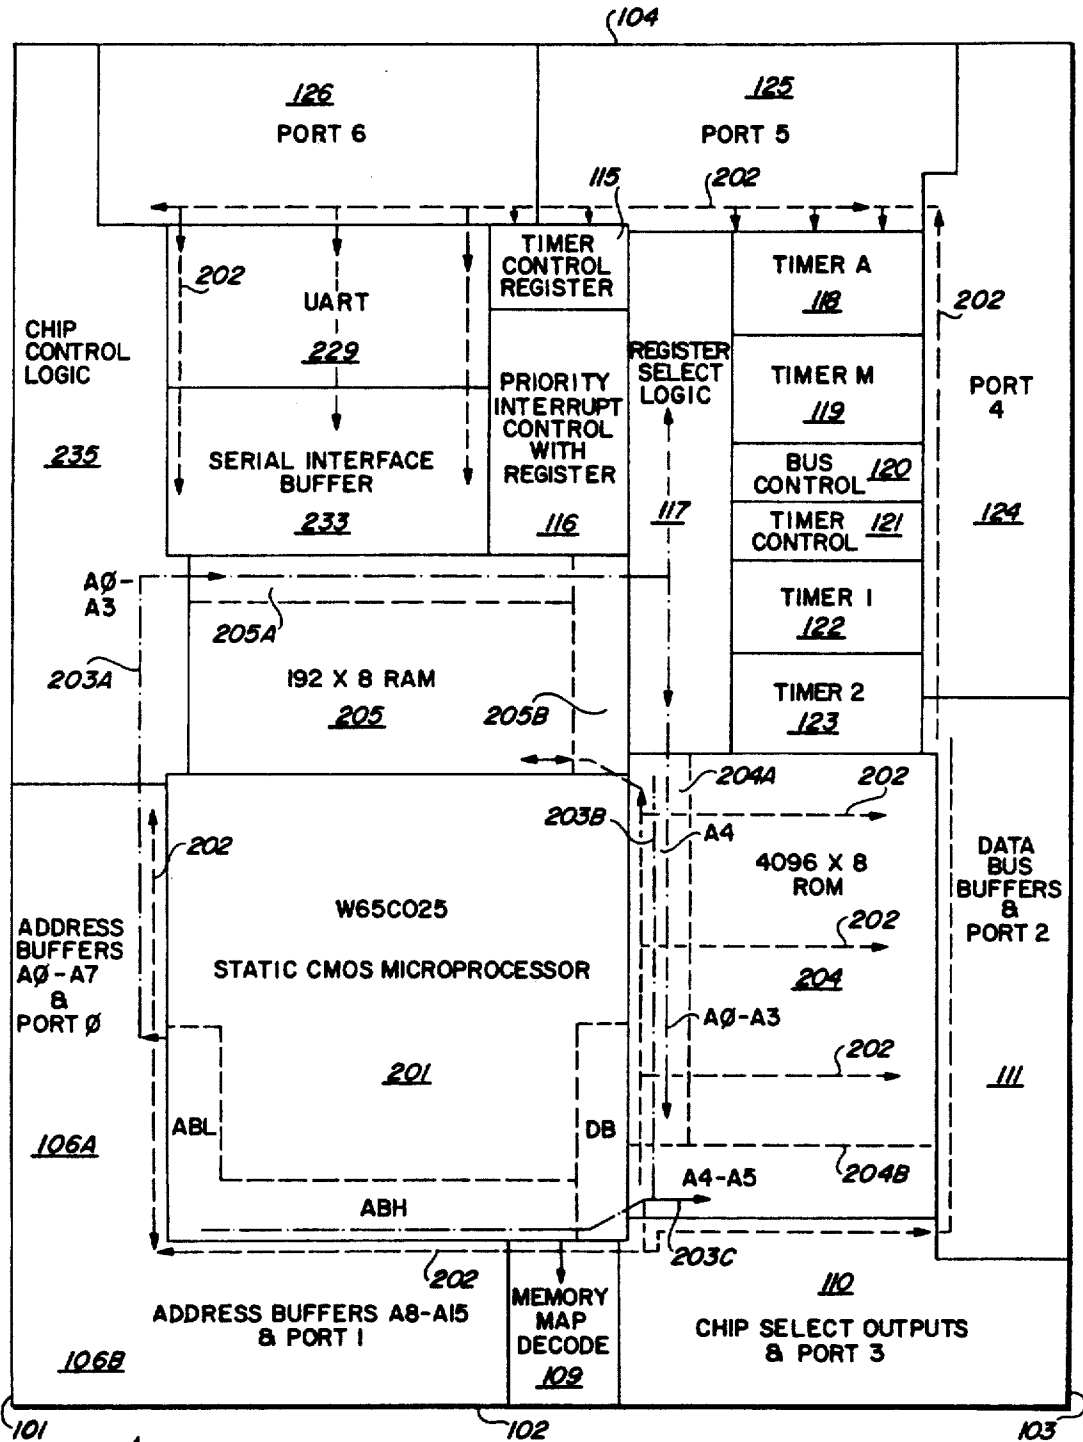 104
126
PORT 6
125
PORT 5
115
202
TIMER
CONTROL
REGISTER
TIMER A
118
202
UART
229
202
CHIP
CONTROL
LOGIC
235
REGISTER
SELECT
LOGIC
117
TIMER M
119
PORT
4
124
PRIORITY
INTERRUPT
CONTROL
WITH
REGISTER
116
SERIAL INTERFACE
BUFFER
233
BUS
CONTROL
120
TIMER
CONTROL
121
AØ-
A3
205A
TIMER 1
122
203A
192 X 8 RAM
205
205B
TIMER 2
123
204A
202
203B
A4
202
W65C025
STATIC CMOS MICROPROCESSOR
201
4096 X 8
ROM
202
204
DATA
BUS
BUFFERS
&
PORT 2
111
ADDRESS
BUFFERS
AØ-A7
&
PORT Ø
106A
AØ-A3
202
ABL
DB
ABH
A4-A5
204B
203C
202
110
ADDRESS BUFFERS A8-A15
& PORT 1
106B
MEMORY
MAP
DECODE
109
CHIP SELECT OUTPUTS
& PORT 3
101
102
103